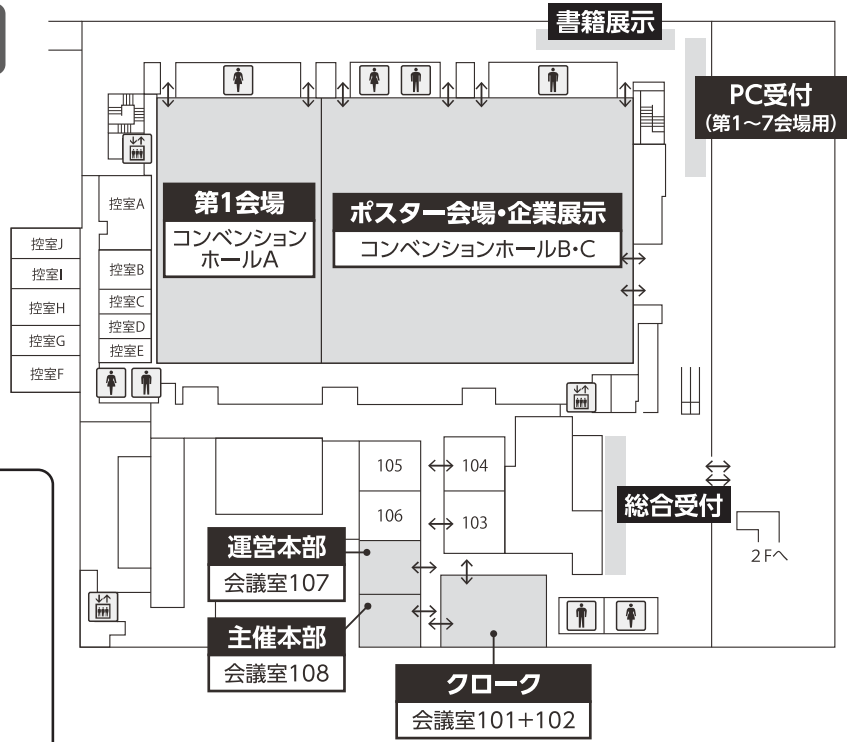 書籍展示
PC受付
(第1～7会場用)
第1会場
コンベンション
ホールA
ポスター会場・企業展示
コンベンションホールB・C
控室A
控室B
控室C
控室D
控室E
控室J
控室I
控室H
控室G
控室F
105
104
106
103
総合受付
2Fへ
運営本部
会議室107
主催本部
会議室108
クローク
会議室101+102